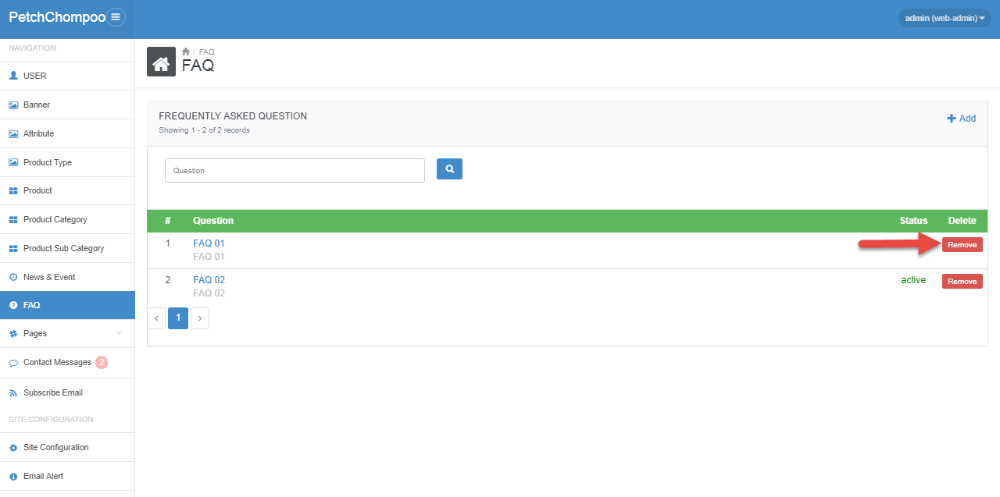 PetchChompoo
admin (web-admin)
NAVIGATION
USER
Banner
Attribute
Product Type
Product
Product Category
Product Sub Category
News & Event
FAQ
Pages
Contact Messages 2
Subscribe Email
SITE CONFIGURATION
Site Configuration
Email Alert
/ FAQ
FAQ
FREQUENTLY ASKED QUESTION
Showing 1 - 2 of 2 records
Add
Question
# Question Status Delete
1 FAQ 01 Remove
FAQ 01
2 FAQ 02 active Remove
FAQ 02
‹ 1 ›